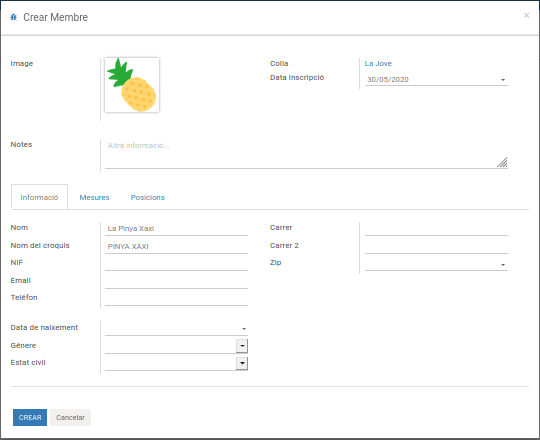 Crear Membre
×
Image
Colla
La Jove
Data inscripció
30/05/2020
Notes
Altra informació...
Informació
Mesures
Posicions
Nom
La Pinya Xaxi
Carrer
Nom del croquis
PINYA XAXI
Carrer 2
NIF
Zip
Email
Telèfon
Data de naixement
Gènere
Estat civil
CREAR
Cancelar